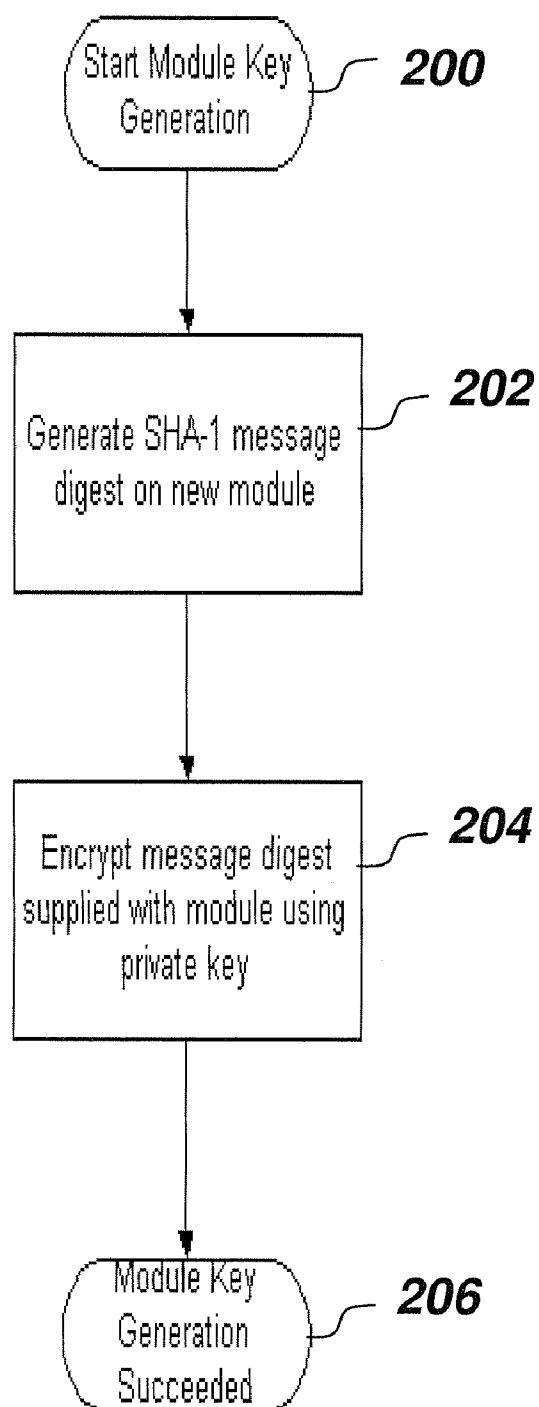 Start Module Key
Generation
200
Generate SHA-1 message
digest on new module
202
Encrypt message digest
supplied with module using
private key
204
Module Key
Generation
Succeeded
206